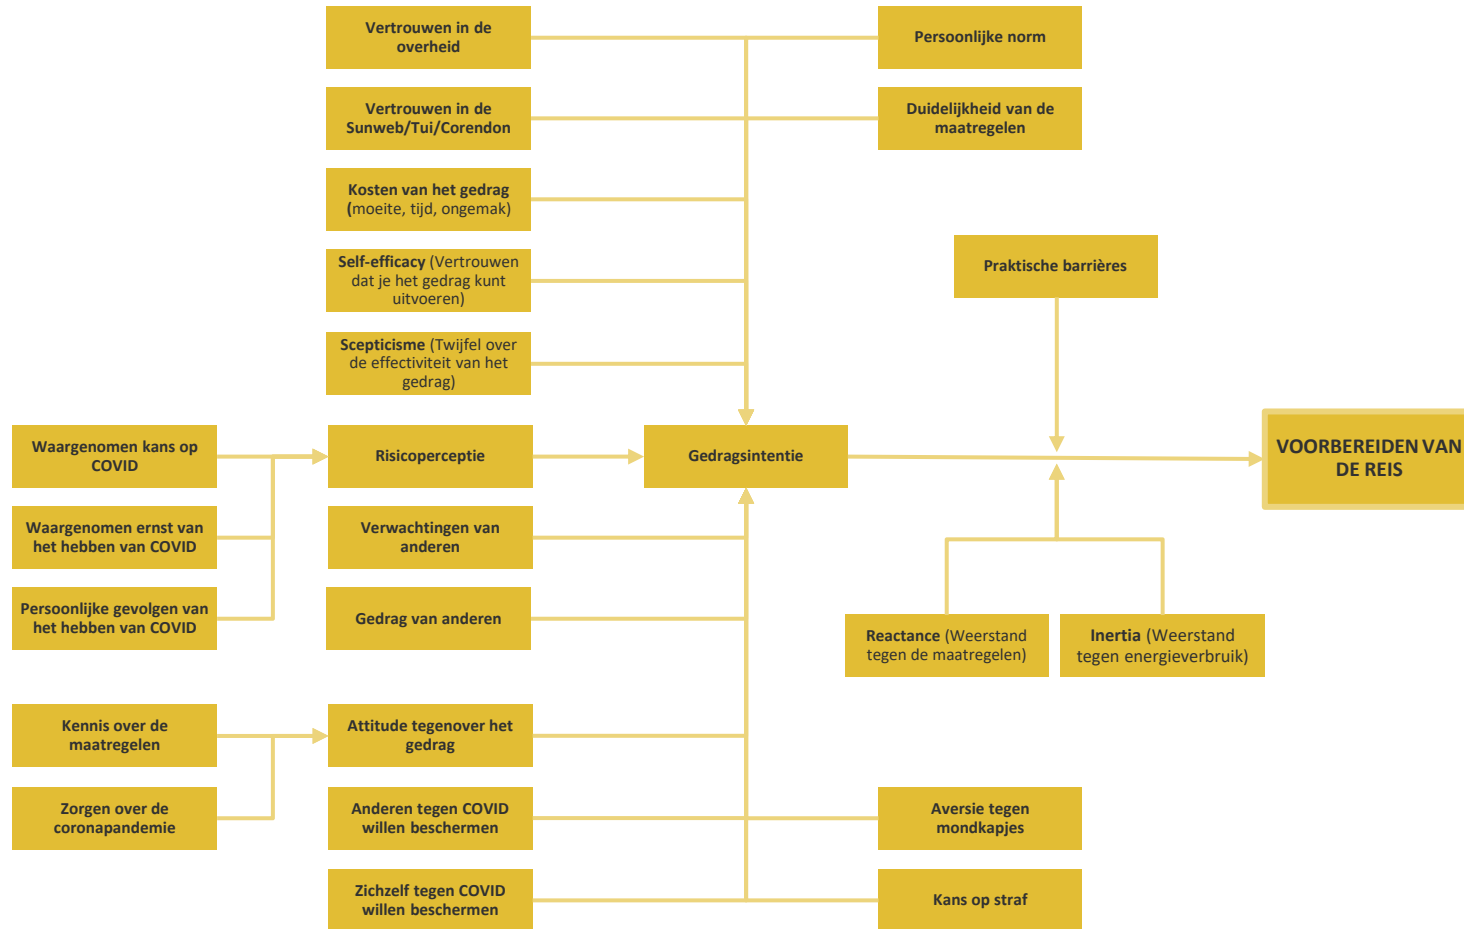 Vertrouwen in de
overheid
Persoonlijke norm
Vertrouwen in de
Sunweb/Tui/Corendon
Duidelijkheid van de
maatregelen
Kosten van het gedrag
(moeite, tijd, ongemak)
Self-efficacy (Vertrouwen
dat je het gedrag kunt
uitvoeren)
Praktische barrières
Scepticisme (Twijfel over
de effectiviteit van het
gedrag)
Waargenomen kans op
COVID
Risicoperceptie
Gedragsintentie
VOORBEREIDEN VAN
DE REIS
Waargenomen ernst van
het hebben van COVID
Verwachtingen van
anderen
Persoonlijke gevolgen van
het hebben van COVID
Gedrag van anderen
Reactance (Weerstand
tegen de maatregelen)
Inertia (Weerstand
tegen energieverbruik)
Kennis over de
maatregelen
Attitude tegenover het
gedrag
Zorgen over de
coronapandemie
Anderen tegen COVID
willen beschermen
Aversie tegen
mondkapjes
Zichzelf tegen COVID
willen beschermen
Kans op straf